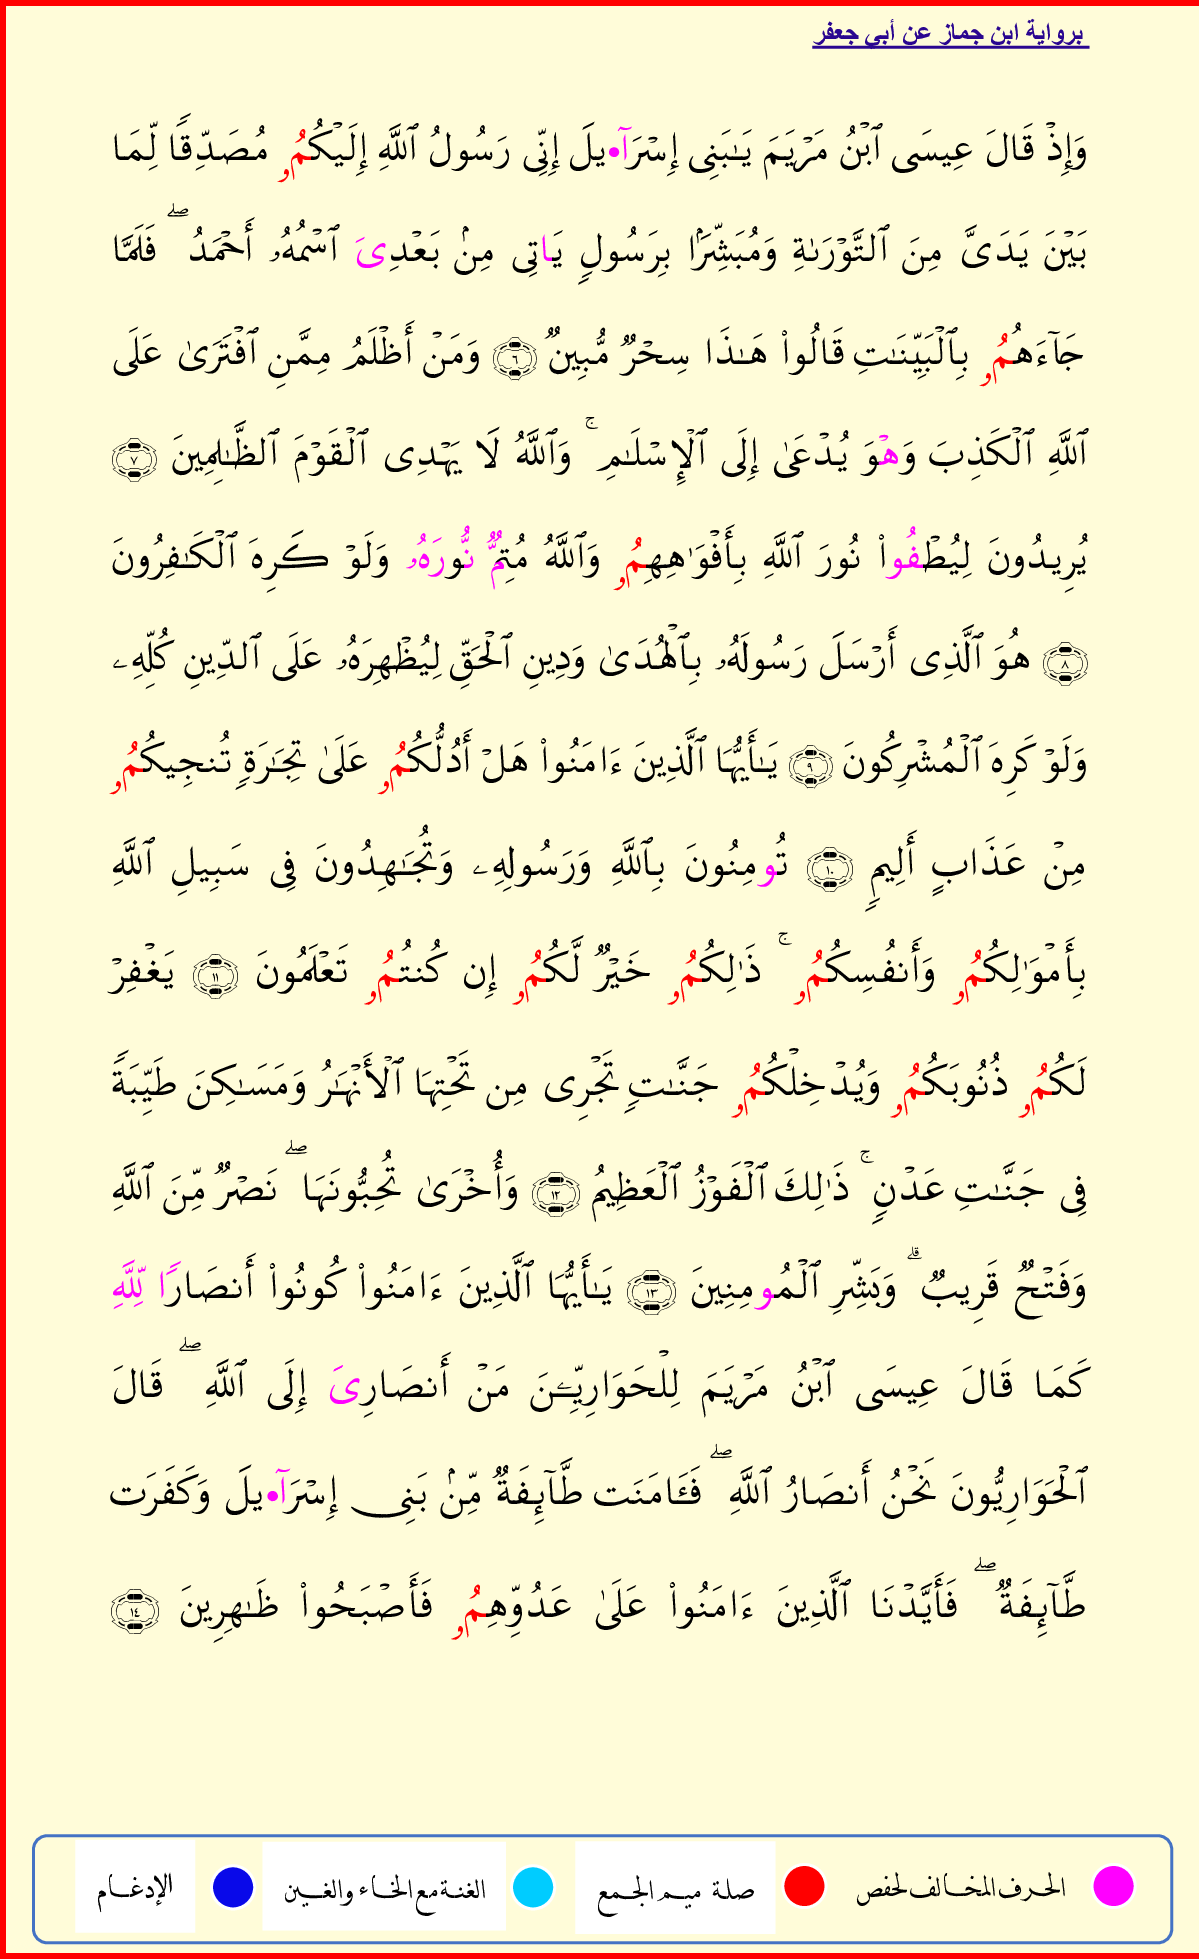 برواية ابن جماز عن أبي جعفر
وَإِذۡ قَالَ عِيسَى ٱبۡنُ مَرۡيَمَ يَـٰبَنِى إِسۡرَآ•يلَ إِنِّى رَسُولُ ٱللَّهِ إِلَيۡكُمُۥ مُصَدِّقًا لِّمَا
بَيۡنَ يَدَىَّ مِنَ ٱلتَّوۡرَىٰةِ وَمُبَشِّرَۢا بِرَسُولٍ يَاتِى مِنۢ بَعۡدِىَ ٱسۡمُهُۥ أَحۡمَدُ ۖ فَلَمَّا
جَآءَهُمُۥ بِٱلۡبَيِّنَـٰتِ قَالُوا۟ هَـٰذَا سِحۡرٌ مُّبِينٌ ٦ وَمَنۡ أَظۡلَمُ مِمَّنِ ٱفۡتَرَىٰ عَلَى
ٱللَّهِ ٱلۡكَذِبَ وَهۡوَ يُدۡعَىٰ إِلَى ٱلۡإِسۡلَـٰمِ ۚ وَٱللَّهُ لَا يَهۡدِى ٱلۡقَوۡمَ ٱلظَّـٰلِمِينَ ٧
يُرِيدُونَ لِيُطۡفُوا۟ نُورَ ٱللَّهِ بِأَفۡوَٰهِهِمُۥ وَٱللَّهُ مُتِمٌّ نُّورَهُۥ وَلَوۡ كَرِهَ ٱلۡكَـٰفِرُونَ
٨ هُوَ ٱلَّذِى أَرۡسَلَ رَسُولَهُۥ بِٱلۡهُدَىٰ وَدِينِ ٱلۡحَقِّ لِيُظۡهِرَهُۥ عَلَى ٱلدِّينِ كُلِّهِۦ
وَلَوۡ كَرِهَ ٱلۡمُشۡرِكُونَ ٩ يَـٰأَيُّهَا ٱلَّذِينَ ءَامَنُوا۟ هَلۡ أَدُلُّكُمُۥ عَلَىٰ تِجَـٰرَةٍ تُنجِيكُمُۥ
مِنۡ عَذَابٍ أَلِيمٍ ١٠ تُومِنُونَ بِٱللَّهِ وَرَسُولِهِۦ وَتُجَـٰهِدُونَ فِى سَبِيلِ ٱللَّهِ
بِأَمۡوَٰلِكُمُۥ وَأَنفُسِكُمُۥ ۚ ذَٰلِكُمُۥ خَيۡرٌ لَّكُمُۥ إِن كُنتُمُۥ تَعۡلَمُونَ ١١ يَغۡفِرۡ
لَكُمُۥ ذُنُوبَكُمُۥ وَيُدۡخِلۡكُمُۥ جَنَّـٰتٍ تَجۡرِى مِن تَحۡتِهَا ٱلۡأَنۡهَـٰرُ وَمَسَـٰكِنَ طَيِّبَةً
فِى جَنَّـٰتِ عَدۡنٍ ۚ ذَٰلِكَ ٱلۡفَوۡزُ ٱلۡعَظِيمُ ١٢ وَأُخۡرَىٰ تُحِبُّونَهَا ۖ نَصۡرٌ مِّنَ ٱللَّهِ
وَفَتۡحٌ قَرِيبٌ ۗ وَبَشِّرِ ٱلۡمُومِنِينَ ١٣ يَـٰأَيُّهَا ٱلَّذِينَ ءَامَنُوا۟ كُونُوا۟ أَنصَارًا لِّلَّهِ
كَمَا قَالَ عِيسَى ٱبۡنُ مَرۡيَمَ لِلۡحَوَارِيِّـۧنَ مَنۡ أَنصَارِىَ إِلَى ٱللَّهِ ۖ قَالَ
ٱلۡحَوَارِيُّونَ نَحۡنُ أَنصَارُ ٱللَّهِ ۖ فَـَٔامَنَت طَّآئِفَةٌ مِّنۢ بَنِى إِسۡرَآ•يلَ وَكَفَرَت
طَّآئِفَةٌ ۖ فَأَيَّدۡنَا ٱلَّذِينَ ءَامَنُوا۟ عَلَىٰ عَدُوِّهِمُۥ فَأَصۡبَحُوا۟ ظَـٰهِرِينَ ١٤
الحرف المخالف لحفص صلة ميم الجمع الغنة مع الخاء والغين الإدغام